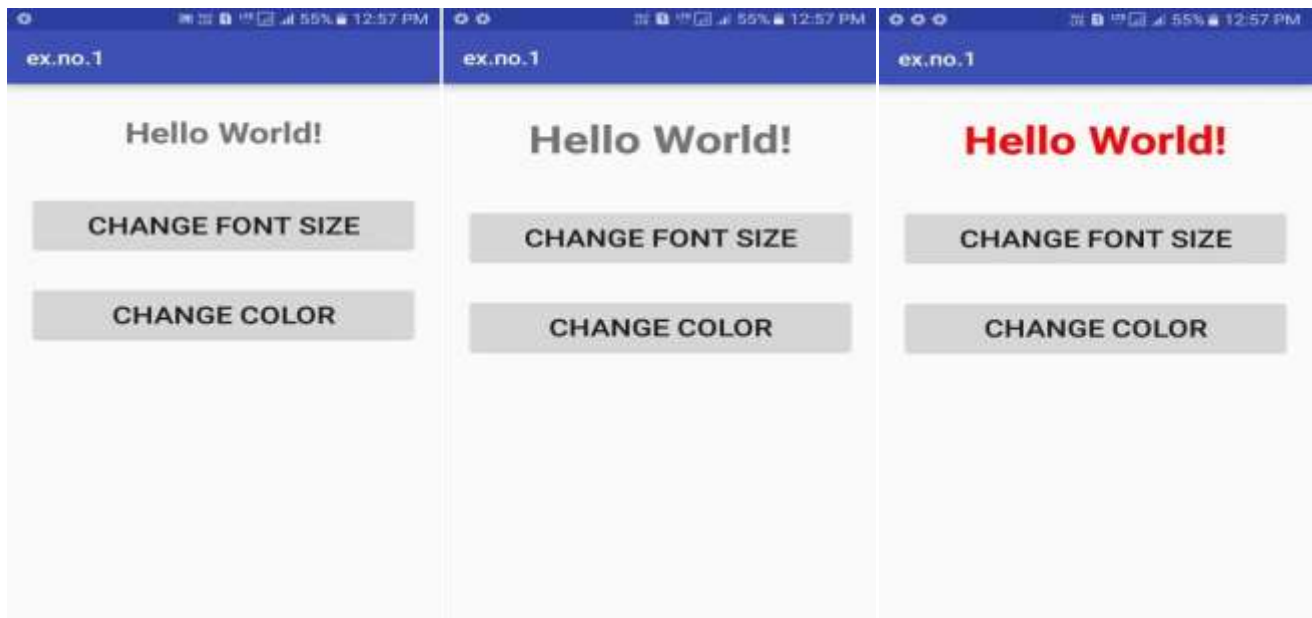 55% 12:57 PM
ex.no.1
Hello World!
CHANGE FONT SIZE
CHANGE COLOR
55% 12:57 PM
ex.no.1
Hello World!
CHANGE FONT SIZE
CHANGE COLOR
55% 12:57 PM
ex.no.1
Hello World!
CHANGE FONT SIZE
CHANGE COLOR